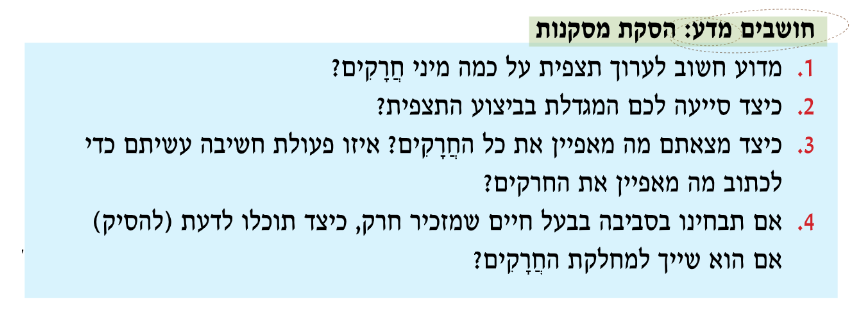 חושבים מדע: הסקת מסקנות
1. מדוע חשוב לערוך תצפית על כמה מיני חֲרָקִים?
2. כיצד סייעה לכם המגדלת בביצוע התצפית?
3. כיצד מצאתם מה מאפיין את כל החֲרָקִים? איזו פעולת חשיבה עשיתם כדי
לכתוב מה מאפיין את החרקים?
4. אם תבחינו בסביבה בבעל חיים שמזכיר חרק, כיצד תוכלו לדעת (להסיק)
אם הוא שייך למחלקת החֲרָקִים?